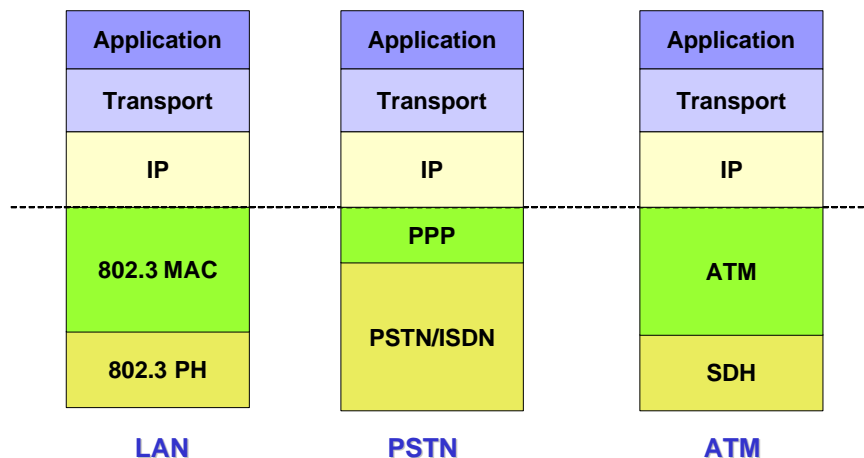 Application
Transport
IP
802.3 MAC
802.3 PH
LAN
Application
Transport
IP
PPP
PSTN/ISDN
PSTN
Application
Transport
IP
ATM
SDH
ATM